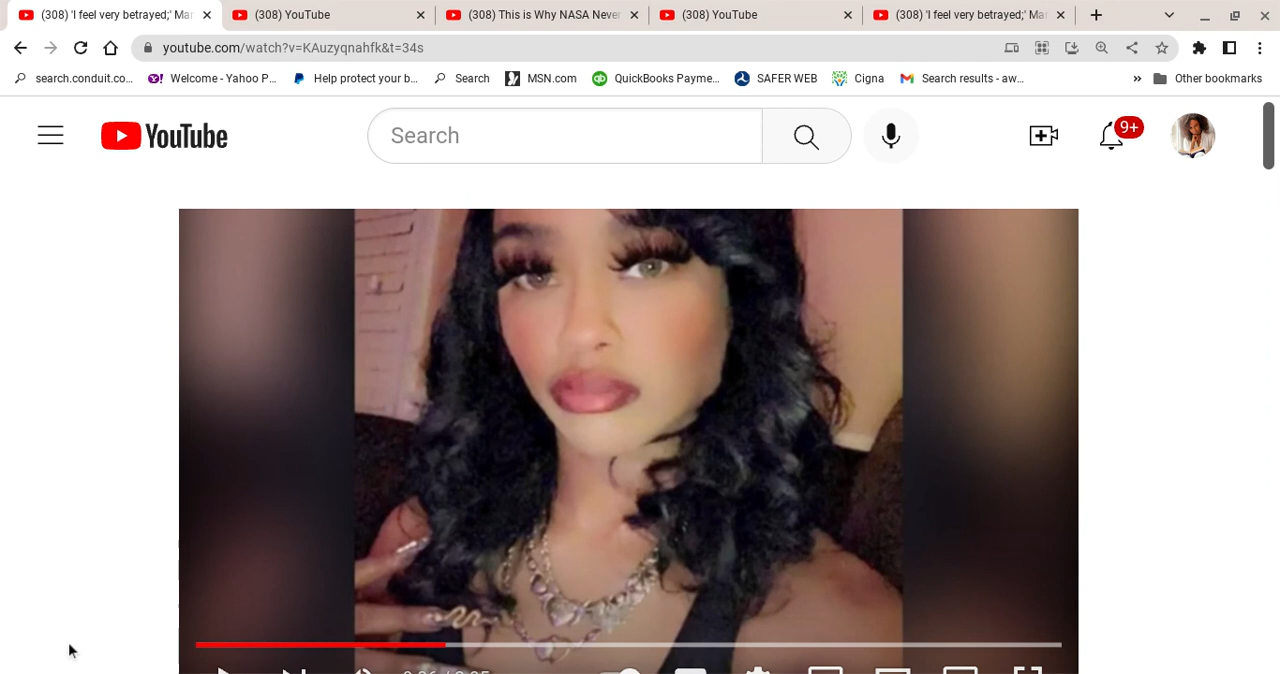 (308) 'I feel very betrayed;' Mar
(308) YouTube
(308) This is Why NASA Never
(308) YouTube
(308) 'I feel very betrayed;' Mar
youtube.com/watch?v=KAuzyqnahfk&t=34s
search.conduit.co...
Welcome - Yahoo P...
Help protect your b...
Search
MSN.com
QuickBooks Payme...
SAFER WEB
Cigna
Search results - aw...
»
Other bookmarks
YouTube
Search
9+